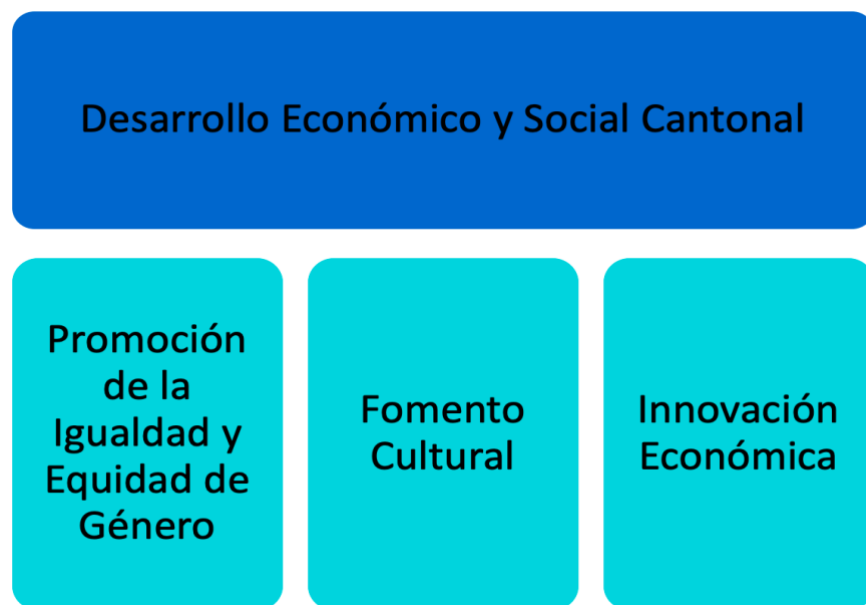 Desarrollo Económico y Social Cantonal
Promoción
de la
Igualdad y
Equidad de
Género
Fomento
Cultural
Innovación
Económica